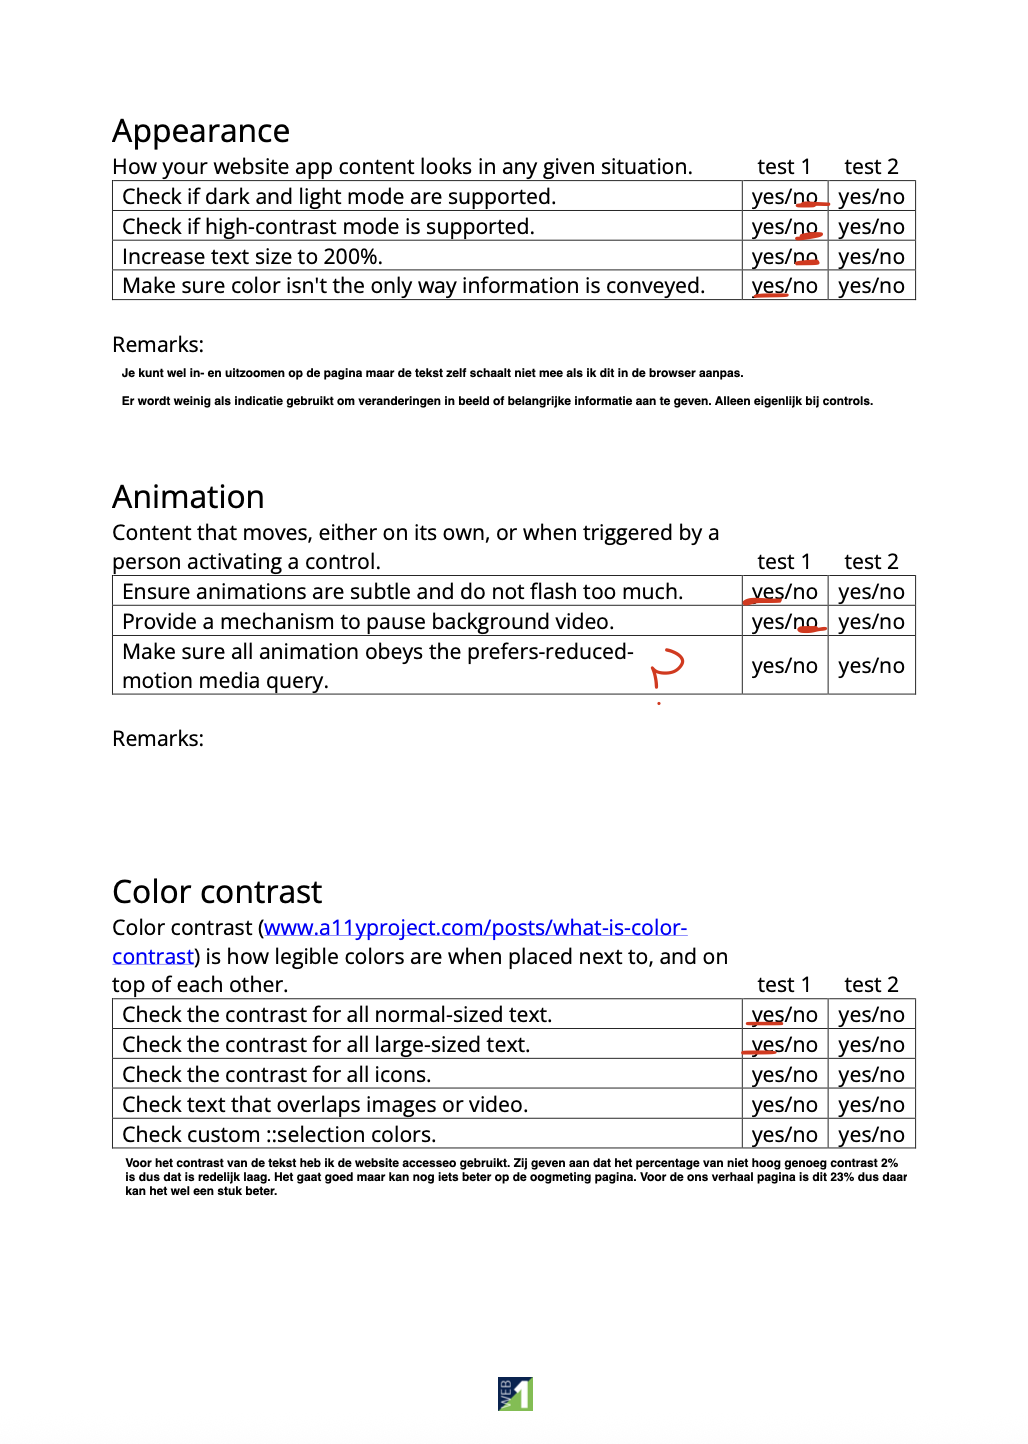 Appearance
How your website app content looks in any given situation. test 1 test 2
Check if dark and light mode are supported. yes/no yes/no
Check if high-contrast mode is supported. yes/no yes/no
Increase text size to 200%. yes/no yes/no
Make sure color isn't the only way information is conveyed. yes/no yes/no
Remarks:
Je kunt wel in- en uitzoomen op de pagina maar de tekst zelf schaalt niet mee als ik dit in de browser aanpas.
Er wordt weinig als indicatie gebruikt om veranderingen in beeld of belangrijke informatie aan te geven. Alleen eigenlijk bij controls.
Animation
Content that moves, either on its own, or when triggered by a
person activating a control. test 1 test 2
Ensure animations are subtle and do not flash too much. yes/no yes/no
Provide a mechanism to pause background video. yes/no yes/no
Make sure all animation obeys the prefers-reduced-
motion media query. ? yes/no yes/no
Remarks:
Color contrast
Color contrast (www.a11yproject.com/posts/what-is-color-
contrast) is how legible colors are when placed next to, and on
top of each other. test 1 test 2
Check the contrast for all normal-sized text. yes/no yes/no
Check the contrast for all large-sized text. yes/no yes/no
Check the contrast for all icons. yes/no yes/no
Check text that overlaps images or video. yes/no yes/no
Check custom ::selection colors. yes/no yes/no
Voor het contrast van de tekst heb ik de website accesseo gebruikt. Zij geven aan dat het percentage van niet hoog genoeg contrast 2%
is dus dat is redelijk laag. Het gaat goed maar kan nog iets beter op de oogmeting pagina. Voor de ons verhaal pagina is dit 23% dus daar
kan het wel een stuk beter.
WEB 1